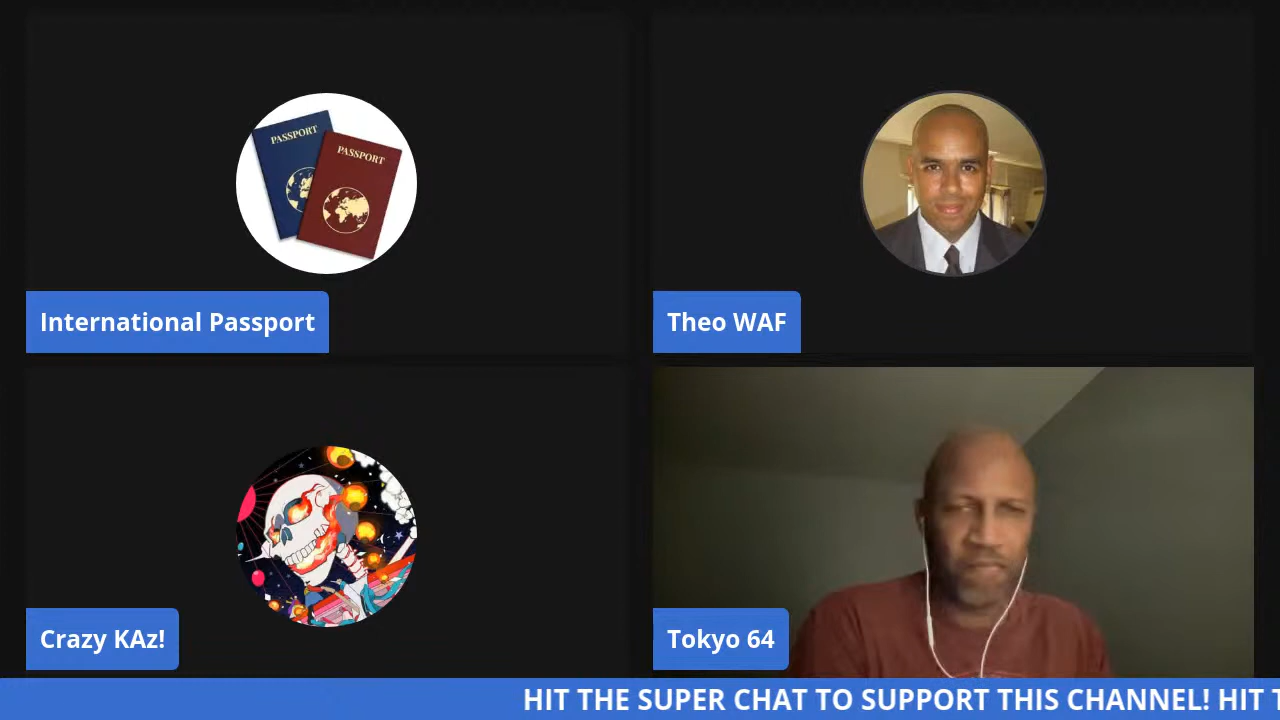 PASSPORT
PASSPORT
International Passport
Theo WAF
Crazy KAz!
Tokyo 64
HIT THE SUPER CHAT TO SUPPORT THIS CHANNEL! HIT T